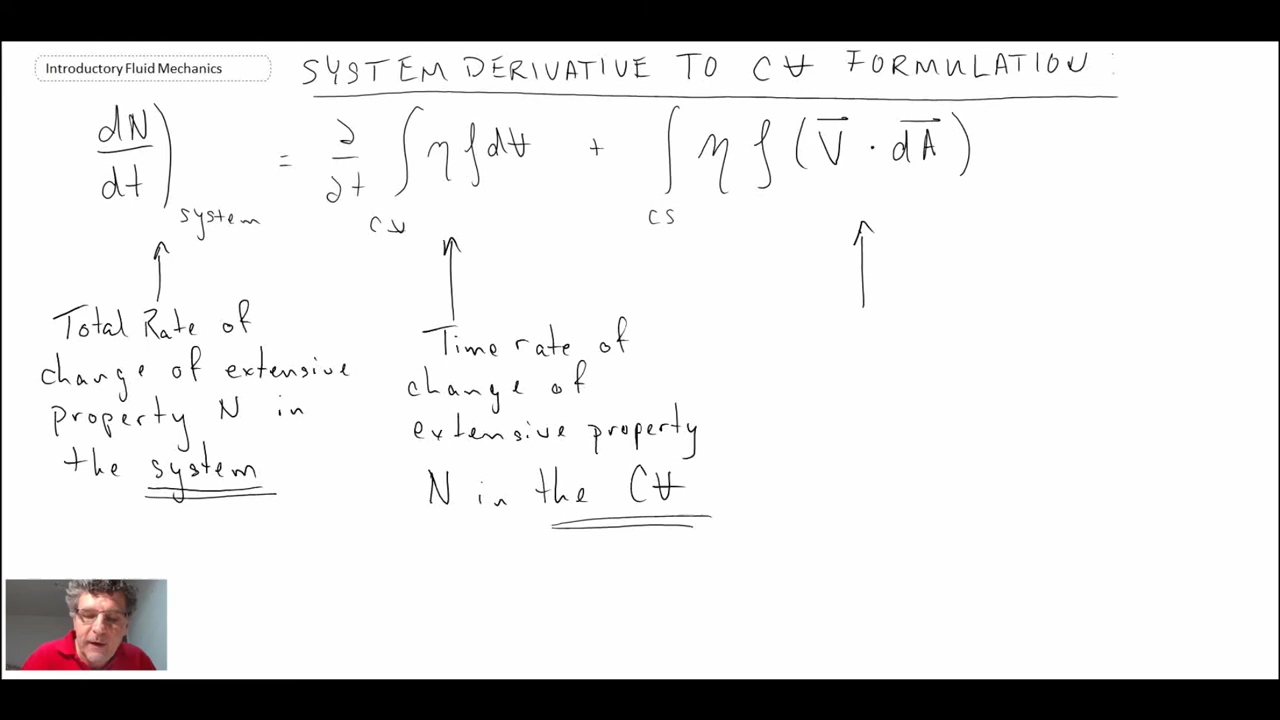 Introductory Fluid Mechanics
SYSTEM DERIVATIVE TO C∀ FORMULATION :
dN/dt)system = ∂/∂t ∫CV η ρ d∀ + ∫CS η ρ (V⃗ · dA⃗)
Total Rate of
change of extensive
property N in
the system
Time rate of
change of
extensive property
N in the C∀